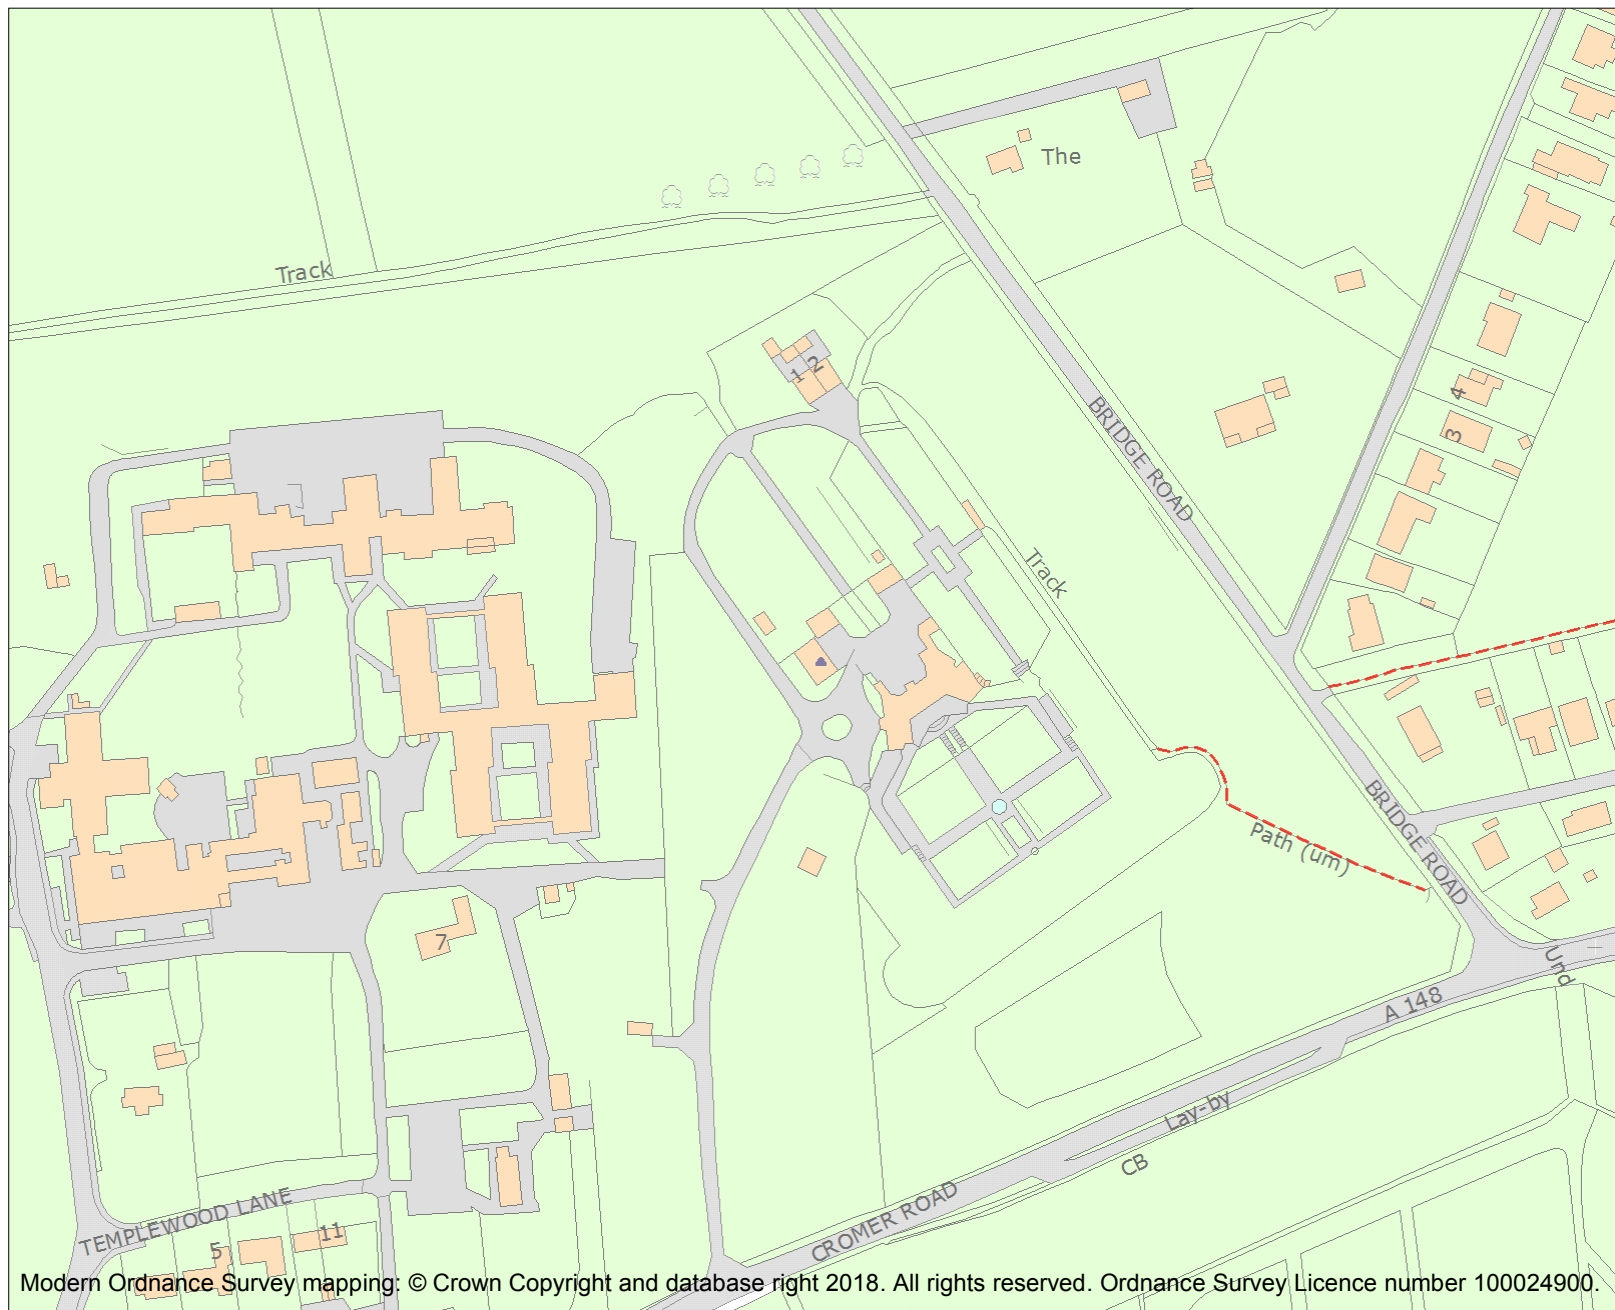 The
Track
2
1
4
3
BRIDGE ROAD
Track
Path (um)
BRIDGE ROAD
7
Und
A 148
Lay-by
CB
CROMER ROAD
TEMPLEWOOD LANE
11
5
Modern Ordnance Survey mapping: © Crown Copyright and database right 2018. All rights reserved. Ordnance Survey Licence number 100024900.